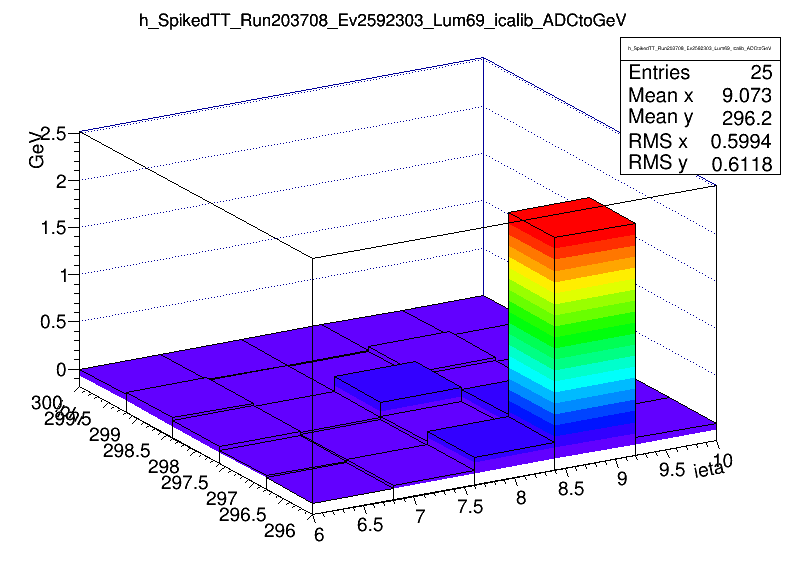 h_SpikedTT_Run203708_Ev2592303_Lum69_icalib_ADCtoGeV
h_SpikedTT_Run203708_Ev2592303_Lum69_icalib_ADCtoGeV
Entries 25
Mean x 9.073
Mean y 296.2
RMS x 0.5994
RMS y 0.6118
GeV
2.5
2
1.5
1
0.5
0
300
299.5
299
298.5
298
297.5
297
296.5
296
6
6.5
7
7.5
8
8.5
9
9.5
10
ieta